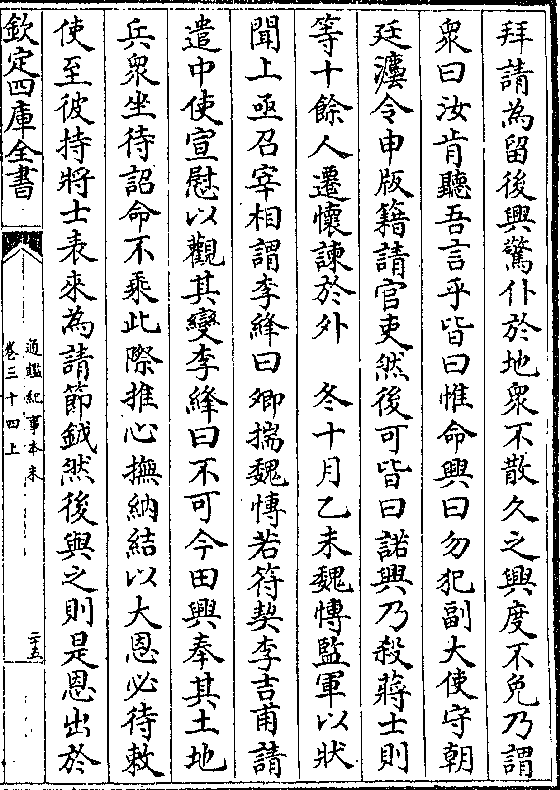 拜請為留後興驚仆於地衆不散久之興度不免乃謂
衆曰汝肯聽吾言乎皆曰惟命興曰勿犯副大使守朝
廷灋令申版籍請官吏然後可皆曰諾興乃殺蔣士則
等十餘人遷懷諫於外　冬十月乙未魏愽監軍以狀
聞上亟召宰相謂李絳曰卿揣魏愽若符契李吉甫請
遣中使宣慰以觀其變李絳曰不可今田興奉其土地
兵衆坐待詔命不乘此際推心撫納結以大恩必待敕
使至彼持將士表來為請節鉞然後與之則是恩出於
欽定四庫全書
通鑑紀事本末
卷三十四上
二十五